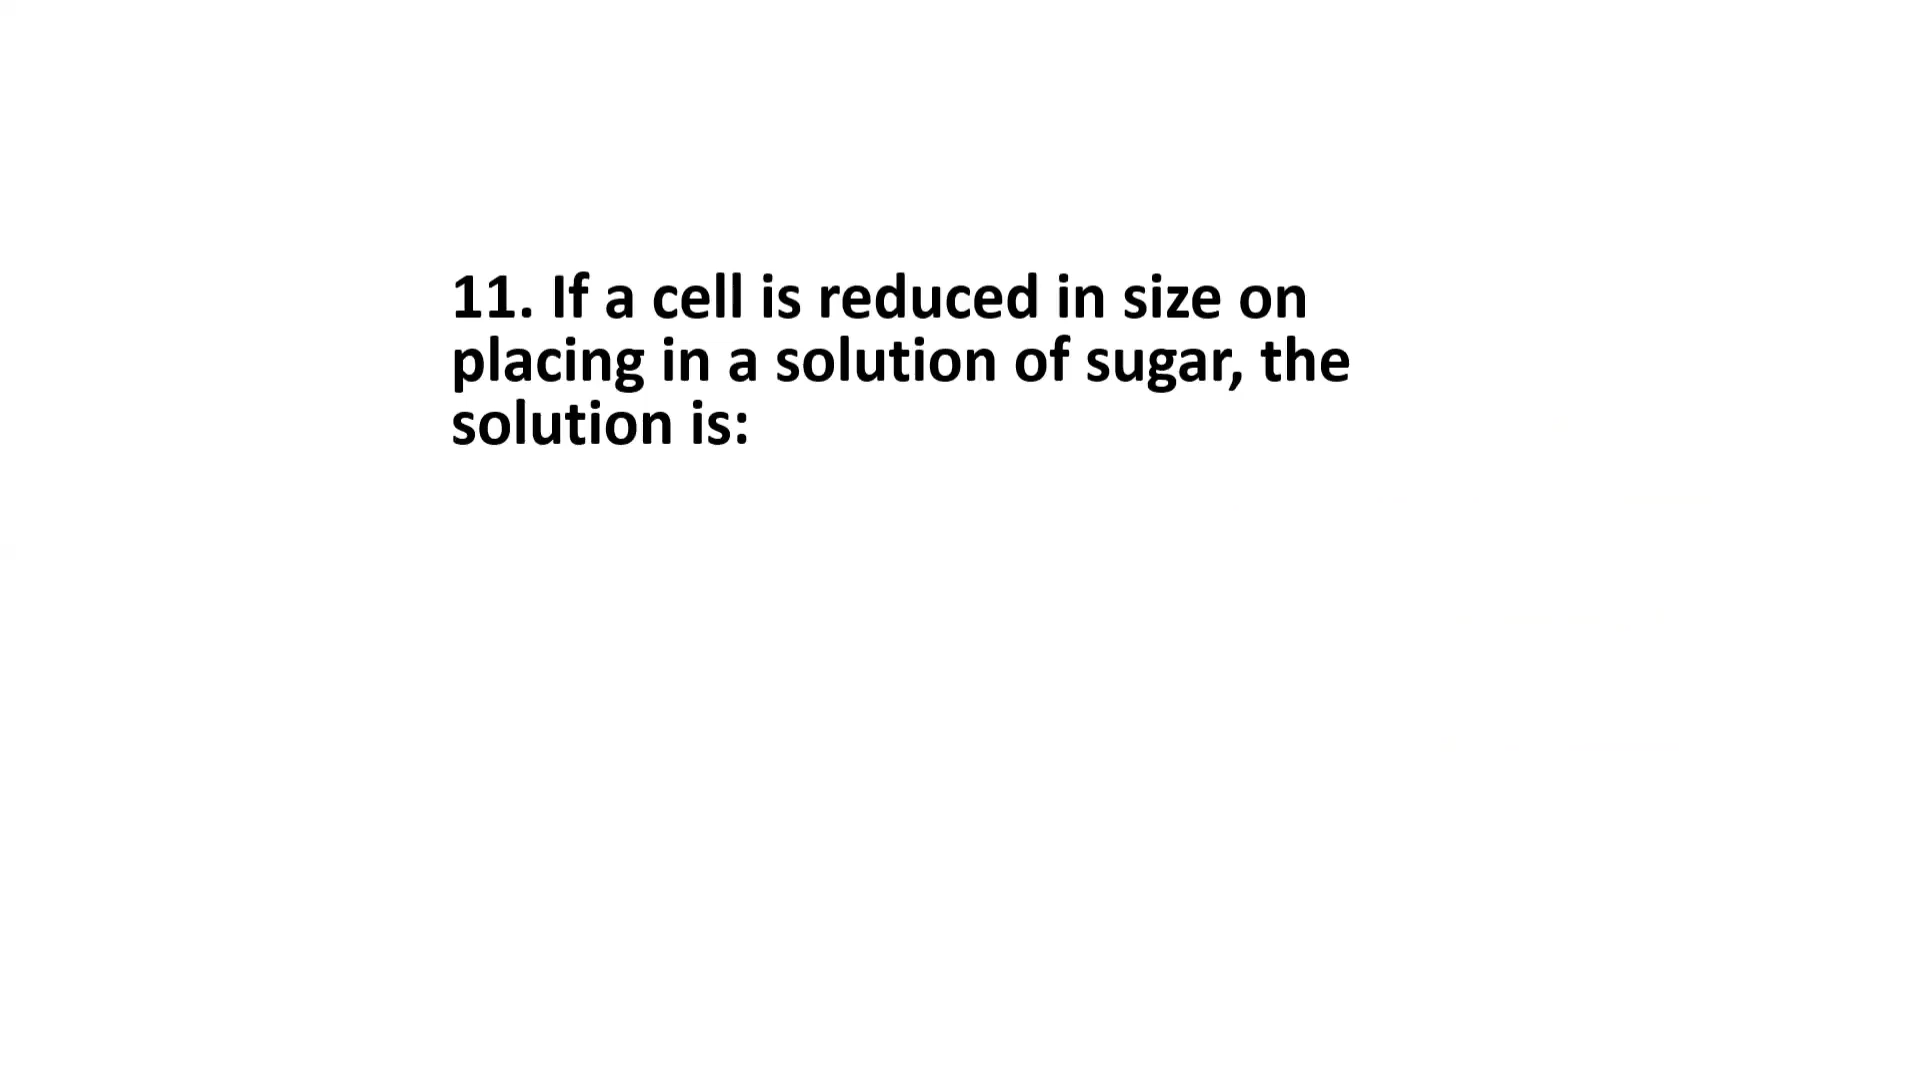 11. If a cell is reduced in size on
placing in a solution of sugar, the
solution is: